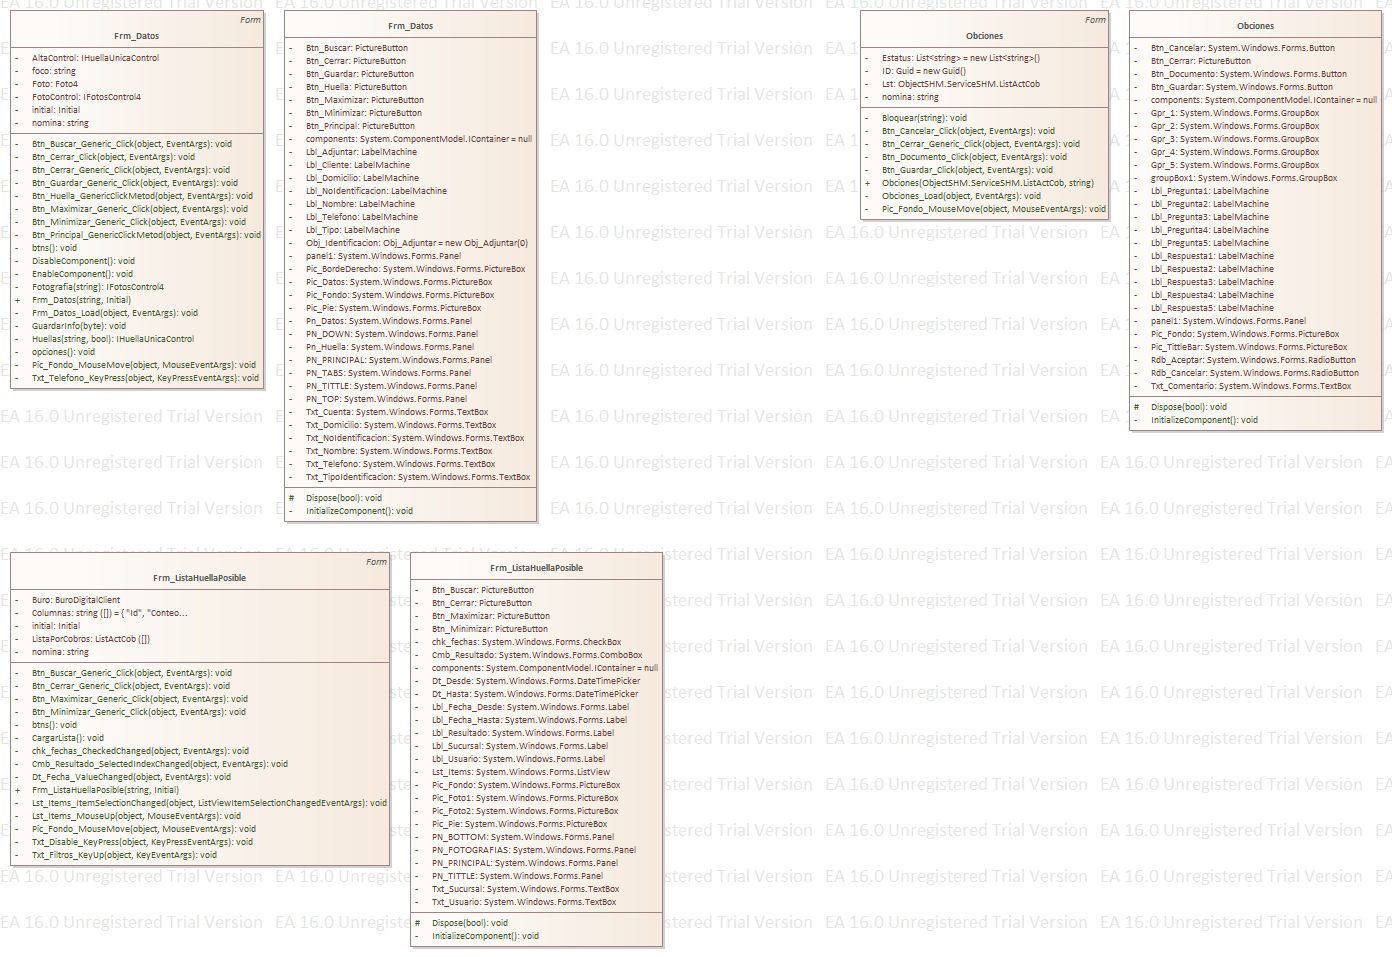 Form
Frm_Datos
- AltaControl: IHuellaUnicaControl
- foco: string
- Foto: Foto4
- FotoControl: IFotosControl4
- initial: Initial
- nomina: string
- Btn_Buscar_Generic_Click(object, EventArgs): void
- Btn_Cerrar_Click(object, EventArgs): void
- Btn_Cerrar_Generic_Click(object, EventArgs): void
- Btn_Guardar_Generic_Click(object, EventArgs): void
- Btn_Huella_GenericClickMetod(object, EventArgs): void
- Btn_Maximizar_Generic_Click(object, EventArgs): void
- Btn_Minimizar_Generic_Click(object, EventArgs): void
- Btn_Principal_GenericClickMetod(object, EventArgs): void
- btns(): void
- DisableComponent(): void
- EnableComponent(): void
- Fotografia(string): IFotosControl4
+ Frm_Datos(string, Initial)
- Frm_Datos_Load(object, EventArgs): void
- GuardarInfo(byte): void
- Huellas(string, bool): IHuellaUnicaControl
- opciones(): void
- Pic_Fondo_MouseMove(object, MouseEventArgs): void
- Txt_Telefono_KeyPress(object, KeyPressEventArgs): void
Frm_Datos
- Btn_Buscar: PictureButton
- Btn_Cerrar: PictureButton
- Btn_Guardar: PictureButton
- Btn_Huella: PictureButton
- Btn_Maximizar: PictureButton
- Btn_Minimizar: PictureButton
- Btn_Principal: PictureButton
- components: System.ComponentModel.IContainer = null
- Lbl_Adjuntar: LabelMachine
- Lbl_Cliente: LabelMachine
- Lbl_Domicilio: LabelMachine
- Lbl_NoIdentificacion: LabelMachine
- Lbl_Nombre: LabelMachine
- Lbl_Telefono: LabelMachine
- Lbl_Tipo: LabelMachine
- Obj_Identificacion: Obj_Adjuntar = new Obj_Adjuntar(0)
- panel1: System.Windows.Forms.Panel
- Pic_BordeDerecho: System.Windows.Forms.PictureBox
- Pic_Datos: System.Windows.Forms.PictureBox
- Pic_Fondo: System.Windows.Forms.PictureBox
- Pic_Pie: System.Windows.Forms.PictureBox
- Pn_Datos: System.Windows.Forms.Panel
- PN_DOWN: System.Windows.Forms.Panel
- Pn_Huella: System.Windows.Forms.Panel
- PN_PRINCIPAL: System.Windows.Forms.Panel
- PN_TABS: System.Windows.Forms.Panel
- PN_TITTLE: System.Windows.Forms.Panel
- PN_TOP: System.Windows.Forms.Panel
- Txt_Cuenta: System.Windows.Forms.TextBox
- Txt_Domicilio: System.Windows.Forms.TextBox
- Txt_NoIdentificacion: System.Windows.Forms.TextBox
- Txt_Nombre: System.Windows.Forms.TextBox
- Txt_Telefono: System.Windows.Forms.TextBox
- Txt_TipoIdentificacion: System.Windows.Forms.TextBox
# Dispose(bool): void
- InitializeComponent(): void
Form
Obciones
- Estatus: List<string> = new List<string>()
- ID: Guid = new Guid()
- Lst: ObjectSHM.ServiceSHM.ListActCob
- nomina: string
- Bloquear(string): void
- Btn_Cancelar_Click(object, EventArgs): void
- Btn_Cerrar_Generic_Click(object, EventArgs): void
- Btn_Documento_Click(object, EventArgs): void
- Btn_Guardar_Click(object, EventArgs): void
+ Obciones(ObjectSHM.ServiceSHM.ListActCob, string)
- Obciones_Load(object, EventArgs): void
- Pic_Fondo_MouseMove(object, MouseEventArgs): void
Obciones
- Btn_Cancelar: System.Windows.Forms.Button
- Btn_Cerrar: PictureButton
- Btn_Documento: System.Windows.Forms.Button
- Btn_Guardar: System.Windows.Forms.Button
- components: System.ComponentModel.IContainer = null
- Gpr_1: System.Windows.Forms.GroupBox
- Gpr_2: System.Windows.Forms.GroupBox
- Gpr_3: System.Windows.Forms.GroupBox
- Gpr_4: System.Windows.Forms.GroupBox
- Gpr_5: System.Windows.Forms.GroupBox
- groupBox1: System.Windows.Forms.GroupBox
- Lbl_Pregunta1: LabelMachine
- Lbl_Pregunta2: LabelMachine
- Lbl_Pregunta3: LabelMachine
- Lbl_Pregunta4: LabelMachine
- Lbl_Pregunta5: LabelMachine
- Lbl_Respuesta1: LabelMachine
- Lbl_Respuesta2: LabelMachine
- Lbl_Respuesta3: LabelMachine
- Lbl_Respuesta4: LabelMachine
- Lbl_Respuesta5: LabelMachine
- panel1: System.Windows.Forms.Panel
- Pic_Fondo: System.Windows.Forms.PictureBox
- Pic_TittleBar: System.Windows.Forms.PictureBox
- Rdb_Aceptar: System.Windows.Forms.RadioButton
- Rdb_Cancelar: System.Windows.Forms.RadioButton
- Txt_Comentario: System.Windows.Forms.TextBox
# Dispose(bool): void
- InitializeComponent(): void
Form
Frm_ListaHuellaPosible
- Buro: BuroDigitalClient
- Columnas: string ([]) = { "Id", "Conteo...
- initial: Initial
- ListaPorCobros: ListActCob ([])
- nomina: string
- Btn_Buscar_Generic_Click(object, EventArgs): void
- Btn_Cerrar_Generic_Click(object, EventArgs): void
- Btn_Maximizar_Generic_Click(object, EventArgs): void
- Btn_Minimizar_Generic_Click(object, EventArgs): void
- btns(): void
- CargarLista(): void
- chk_fechas_CheckedChanged(object, EventArgs): void
- Cmb_Resultado_SelectedIndexChanged(object, EventArgs): void
- Dt_Fecha_ValueChanged(object, EventArgs): void
+ Frm_ListaHuellaPosible(string, Initial)
- Lst_Items_ItemSelectionChanged(object, ListViewItemSelectionChangedEventArgs): void
- Lst_Items_MouseUp(object, MouseEventArgs): void
- Pic_Fondo_MouseMove(object, MouseEventArgs): void
- Txt_Disable_KeyPress(object, KeyPressEventArgs): void
- Txt_Filtros_KeyUp(object, KeyEventArgs): void
Frm_ListaHuellaPosible
- Btn_Buscar: PictureButton
- Btn_Cerrar: PictureButton
- Btn_Maximizar: PictureButton
- Btn_Minimizar: PictureButton
- chk_fechas: System.Windows.Forms.CheckBox
- Cmb_Resultado: System.Windows.Forms.ComboBox
- components: System.ComponentModel.IContainer = null
- Dt_Desde: System.Windows.Forms.DateTimePicker
- Dt_Hasta: System.Windows.Forms.DateTimePicker
- Lbl_Fecha_Desde: System.Windows.Forms.Label
- Lbl_Fecha_Hasta: System.Windows.Forms.Label
- Lbl_Resultado: System.Windows.Forms.Label
- Lbl_Sucursal: System.Windows.Forms.Label
- Lbl_Usuario: System.Windows.Forms.Label
- Lst_Items: System.Windows.Forms.ListView
- Pic_Fondo: System.Windows.Forms.PictureBox
- Pic_Foto1: System.Windows.Forms.PictureBox
- Pic_Foto2: System.Windows.Forms.PictureBox
- Pic_Pie: System.Windows.Forms.PictureBox
- PN_BOTTOM: System.Windows.Forms.Panel
- PN_FOTOGRAFIAS: System.Windows.Forms.Panel
- PN_PRINCIPAL: System.Windows.Forms.Panel
- PN_TITTLE: System.Windows.Forms.Panel
- Txt_Sucursal: System.Windows.Forms.TextBox
- Txt_Usuario: System.Windows.Forms.TextBox
# Dispose(bool): void
- InitializeComponent(): void
EA 16.0 Unregistered Trial Version